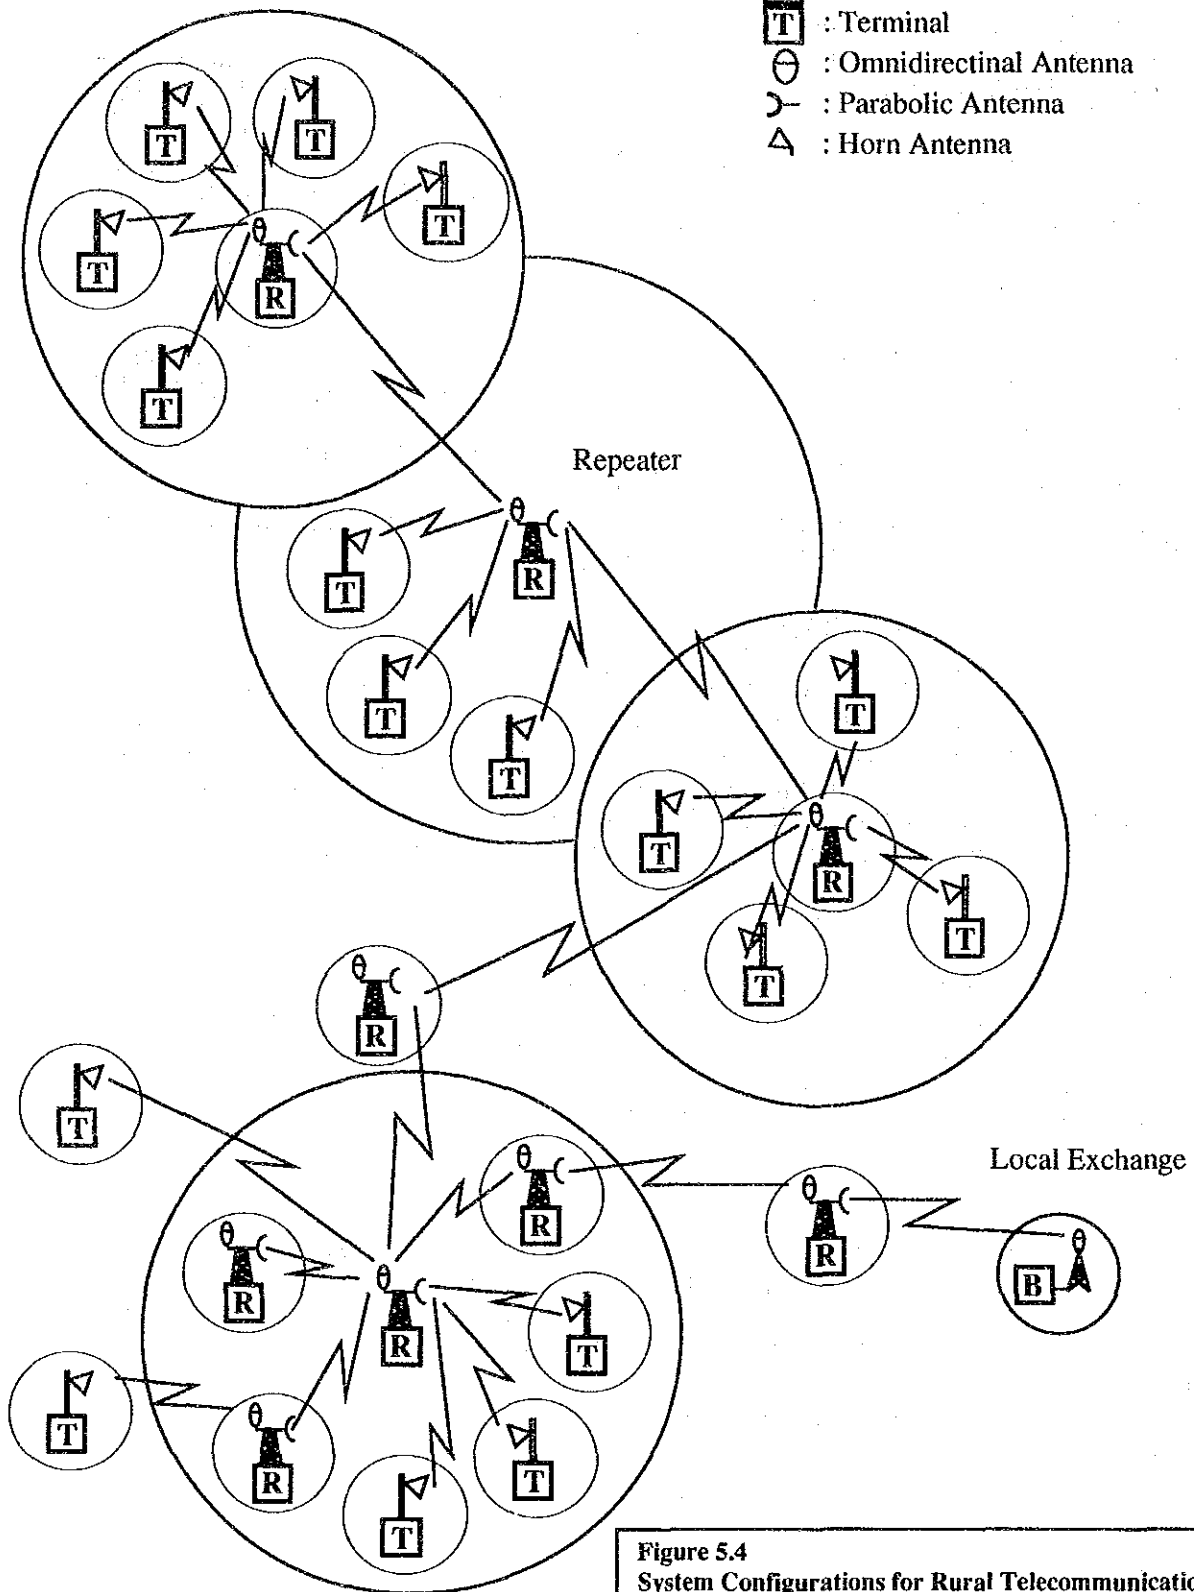 T : Terminal
: Omnidirectinal Antenna
: Parabolic Antenna
: Horn Antenna
T
T
T
T
R
T
Repeater
R
T
T
T
T
T
R
T
T
R
T
Local Exchange
R
R
B
R
R
T
T
R
T
T
Figure 5.4
System Configurations for Rural Telecommunicatio